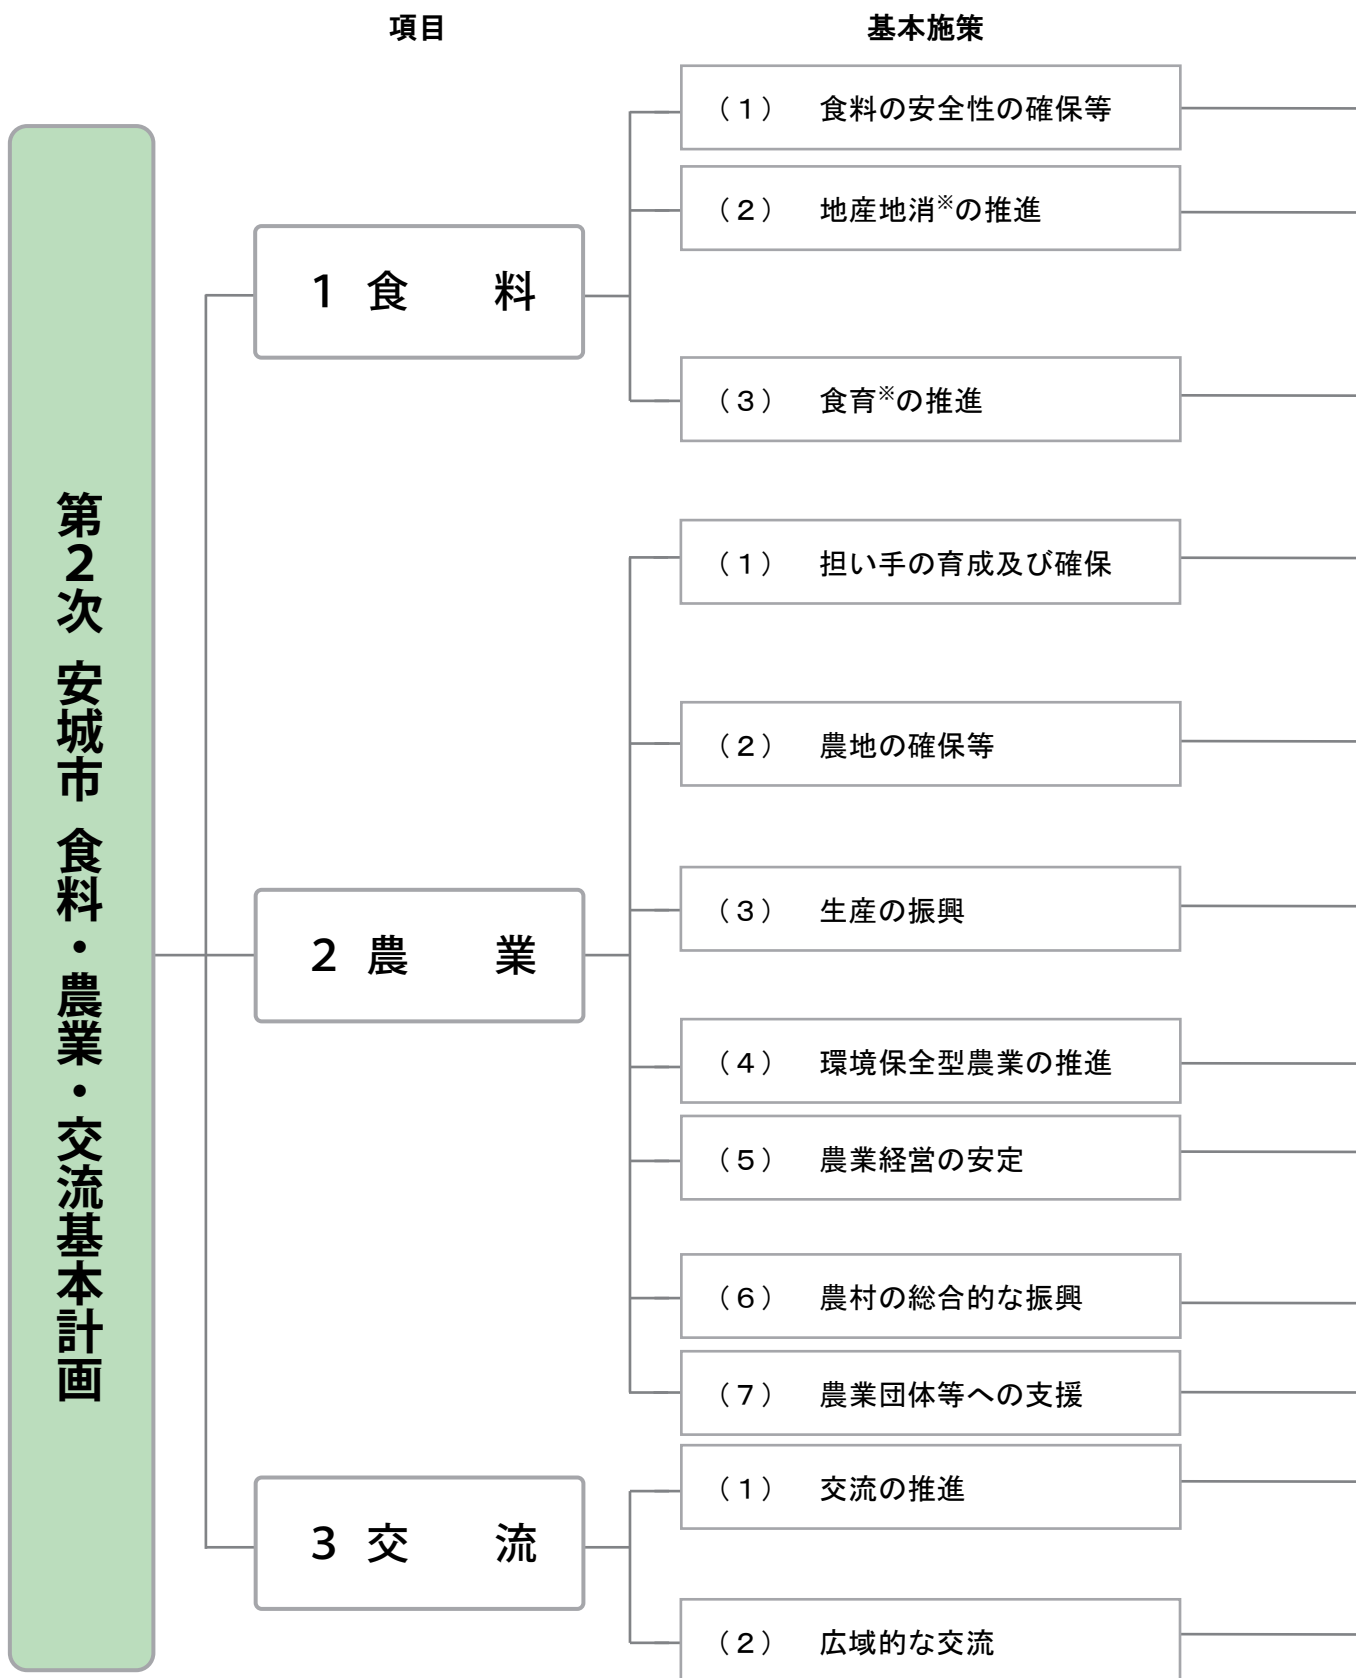 項目
基本施策
第２次 安城市 食料・農業・交流基本計画
1 食 料
（１） 食料の安全性の確保等
（２） 地産地消※の推進
（３） 食育※の推進
2 農 業
（１） 担い手の育成及び確保
（２） 農地の確保等
（３） 生産の振興
（４） 環境保全型農業の推進
（５） 農業経営の安定
（６） 農村の総合的な振興
（７） 農業団体等への支援
3 交 流
（１） 交流の推進
（２） 広域的な交流